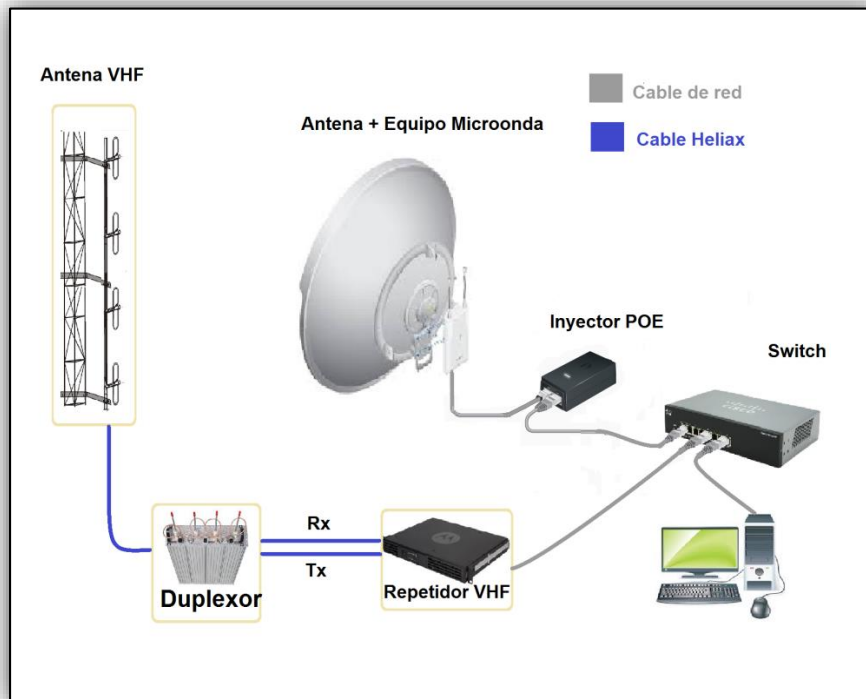 Antena VHF
Cable de red
Antena + Equipo Microonda
Cable Heliax
Inyector POE
Switch
Rx
Tx
Duplexor
Repetidor VHF